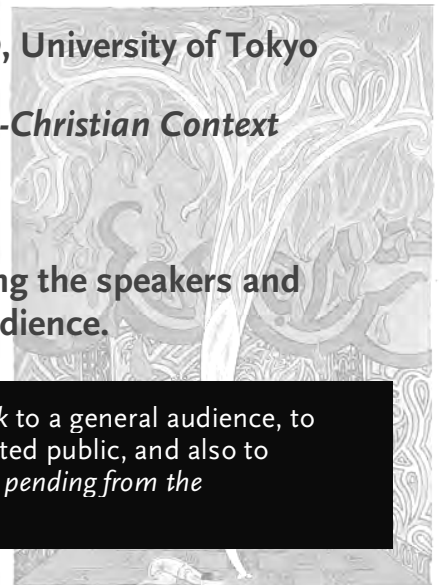 , University of Tokyo
-Christian Context
ng the speakers and
dience.
k to a general audience, to
ted public, and also to
pending from the